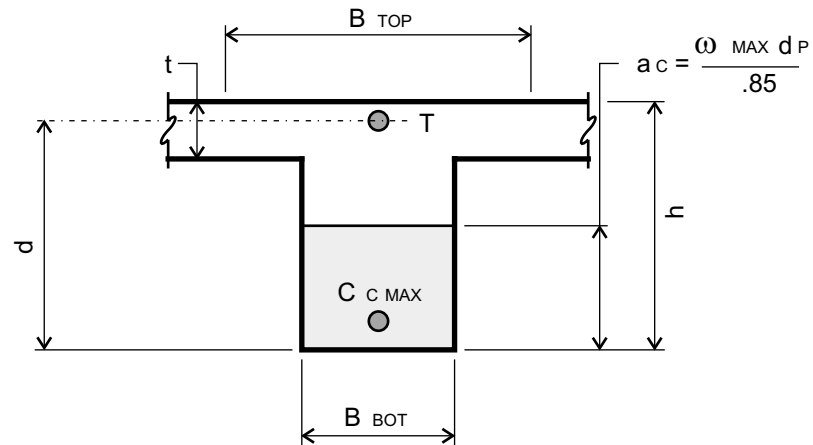 B TOP
t
a C = ω MAX d P
.85
T
d
h
C C MAX
B BOT